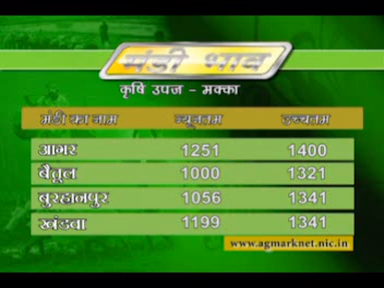 मंडी भाव
कृषि उपज - मक्का
मंडी का नाम न्यूनतम उच्चतम
आगर 1251 1400
बैतुल 1000 1321
बुरहानपुर 1056 1341
खंडवा 1199 1341
www.agmarknet.nic.in